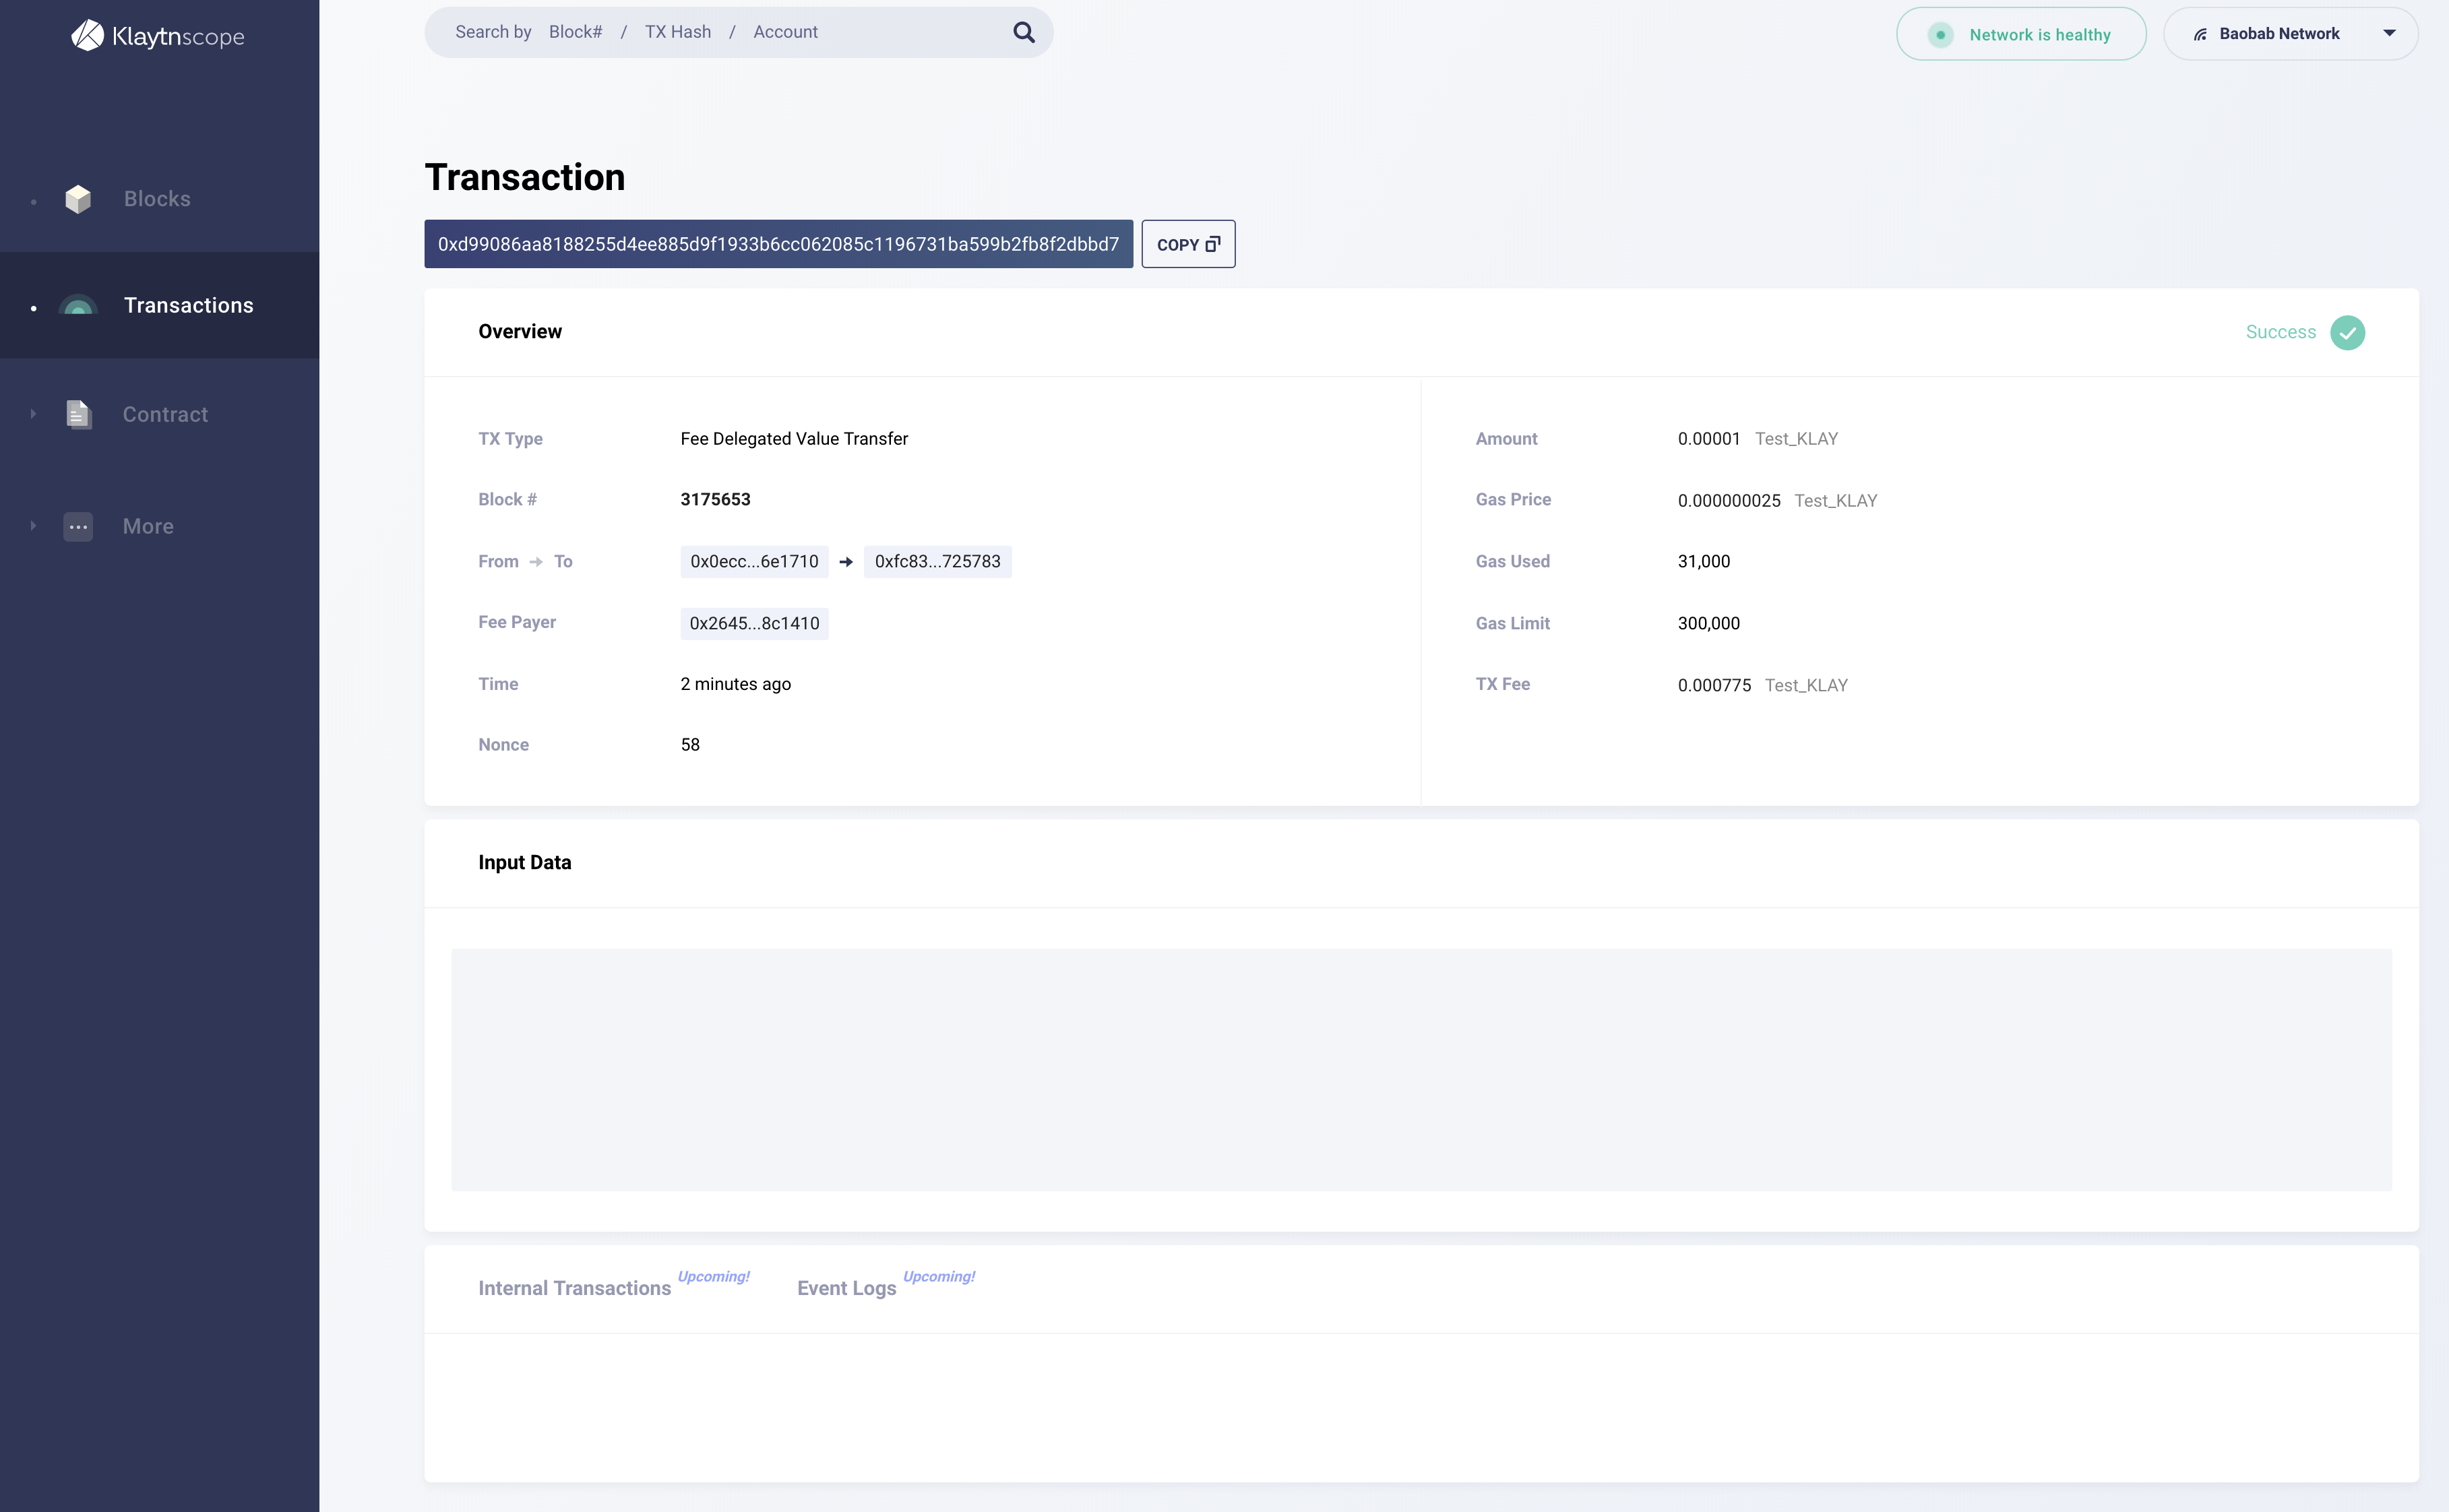 Klaytnscope
Search by Block# / TX Hash / Account
Network is healthy
Baobab Network
Blocks
Transactions
Contract
More
Transaction
0xd99086aa8188255d4ee885d9f1933b6cc062085c1196731ba599b2fb8f2dbbd7
COPY
Overview
Success
TX Type Fee Delegated Value Transfer
Block # 3175653
From → To 0x0ecc...6e1710 → 0xfc83...725783
Fee Payer 0x2645...8c1410
Time 2 minutes ago
Nonce 58
Amount 0.00001 Test_KLAY
Gas Price 0.000000025 Test_KLAY
Gas Used 31,000
Gas Limit 300,000
TX Fee 0.000775 Test_KLAY
Input Data
Internal Transactions Upcoming!
Event Logs Upcoming!